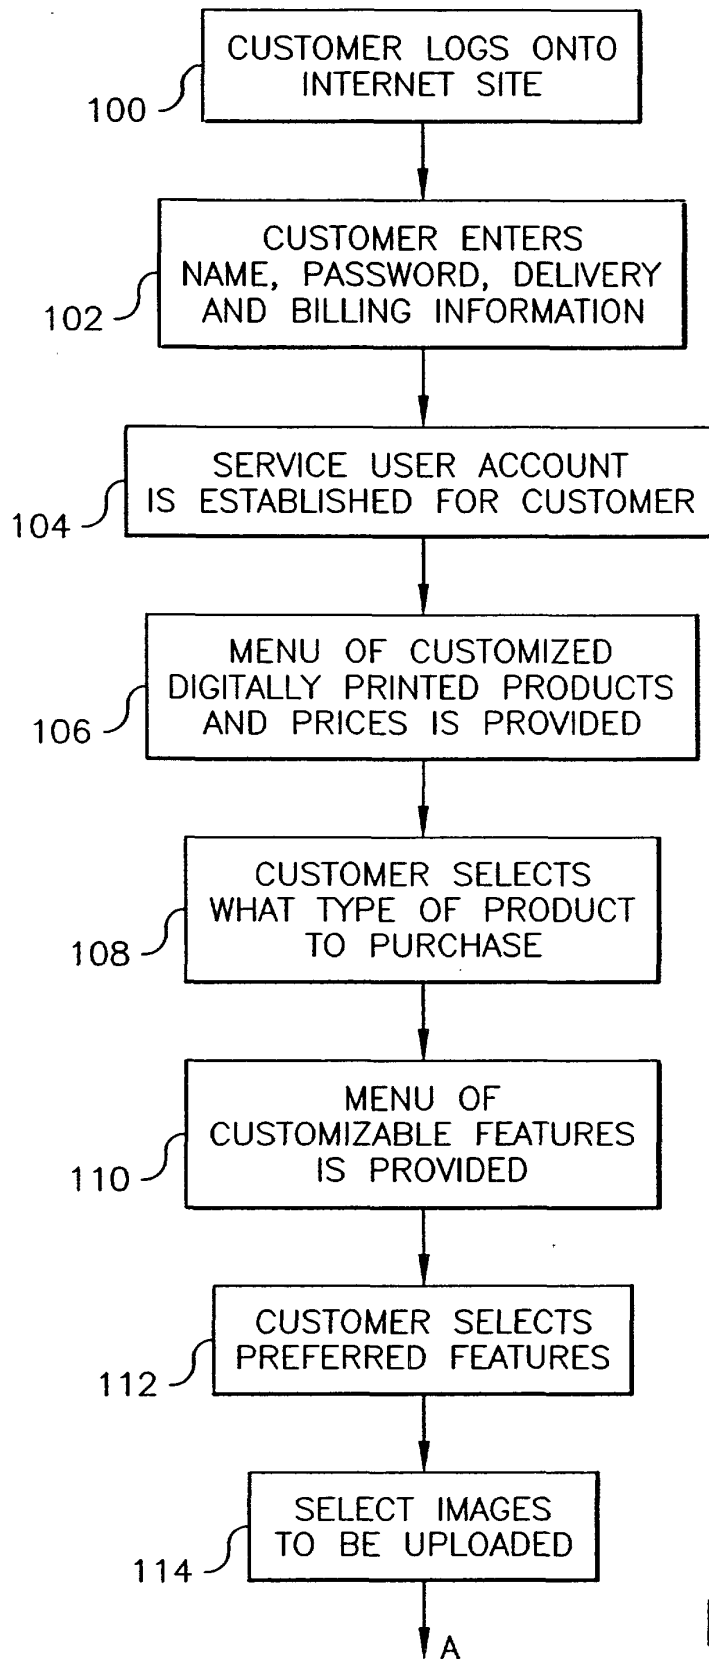 CUSTOMER LOGS ONTO
INTERNET SITE
100
CUSTOMER ENTERS
NAME, PASSWORD, DELIVERY
AND BILLING INFORMATION
102
SERVICE USER ACCOUNT
IS ESTABLISHED FOR CUSTOMER
104
MENU OF CUSTOMIZED
DIGITALLY PRINTED PRODUCTS
AND PRICES IS PROVIDED
106
CUSTOMER SELECTS
WHAT TYPE OF PRODUCT
TO PURCHASE
108
MENU OF
CUSTOMIZABLE FEATURES
IS PROVIDED
110
CUSTOMER SELECTS
PREFERRED FEATURES
112
SELECT IMAGES
TO BE UPLOADED
114
A